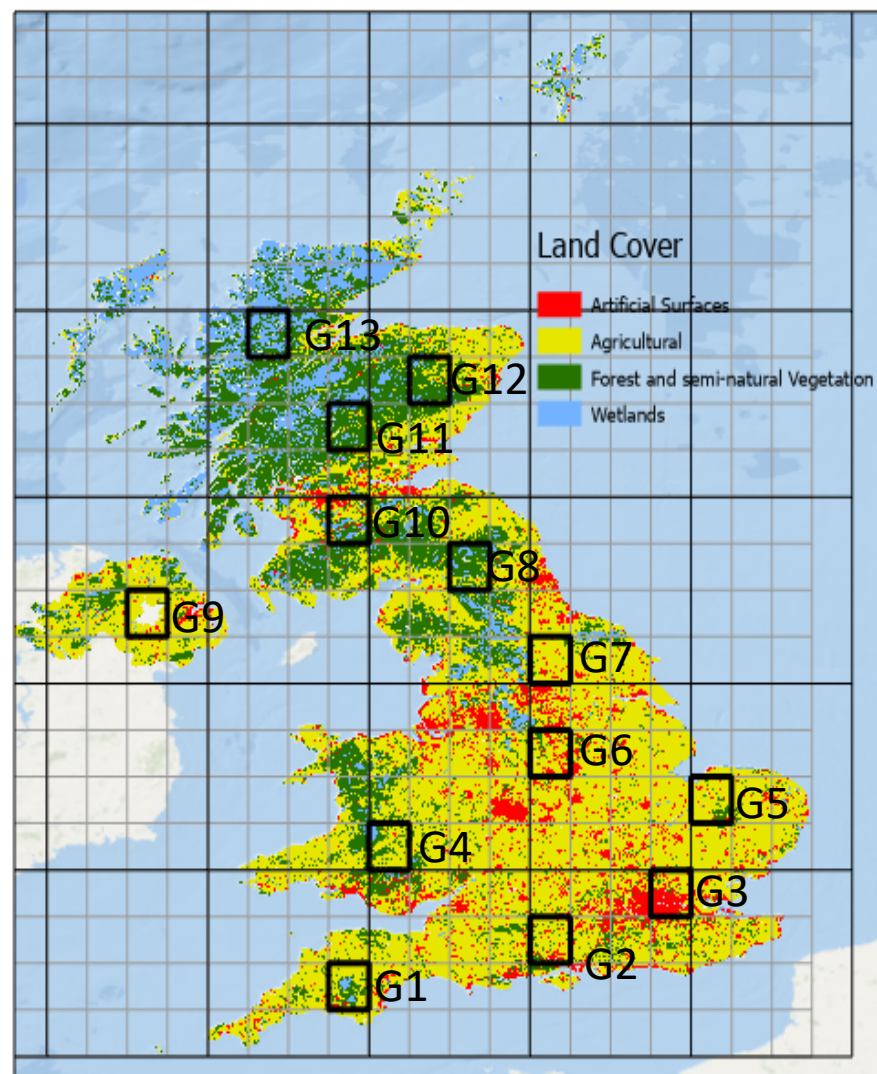 Land Cover
Artificial Surfaces
Agricultural
Forest and semi-natural Vegetation
Wetlands
G13
G12
G11
G10
G8
G9
G7
G6
G5
G4
G3
G2
G1